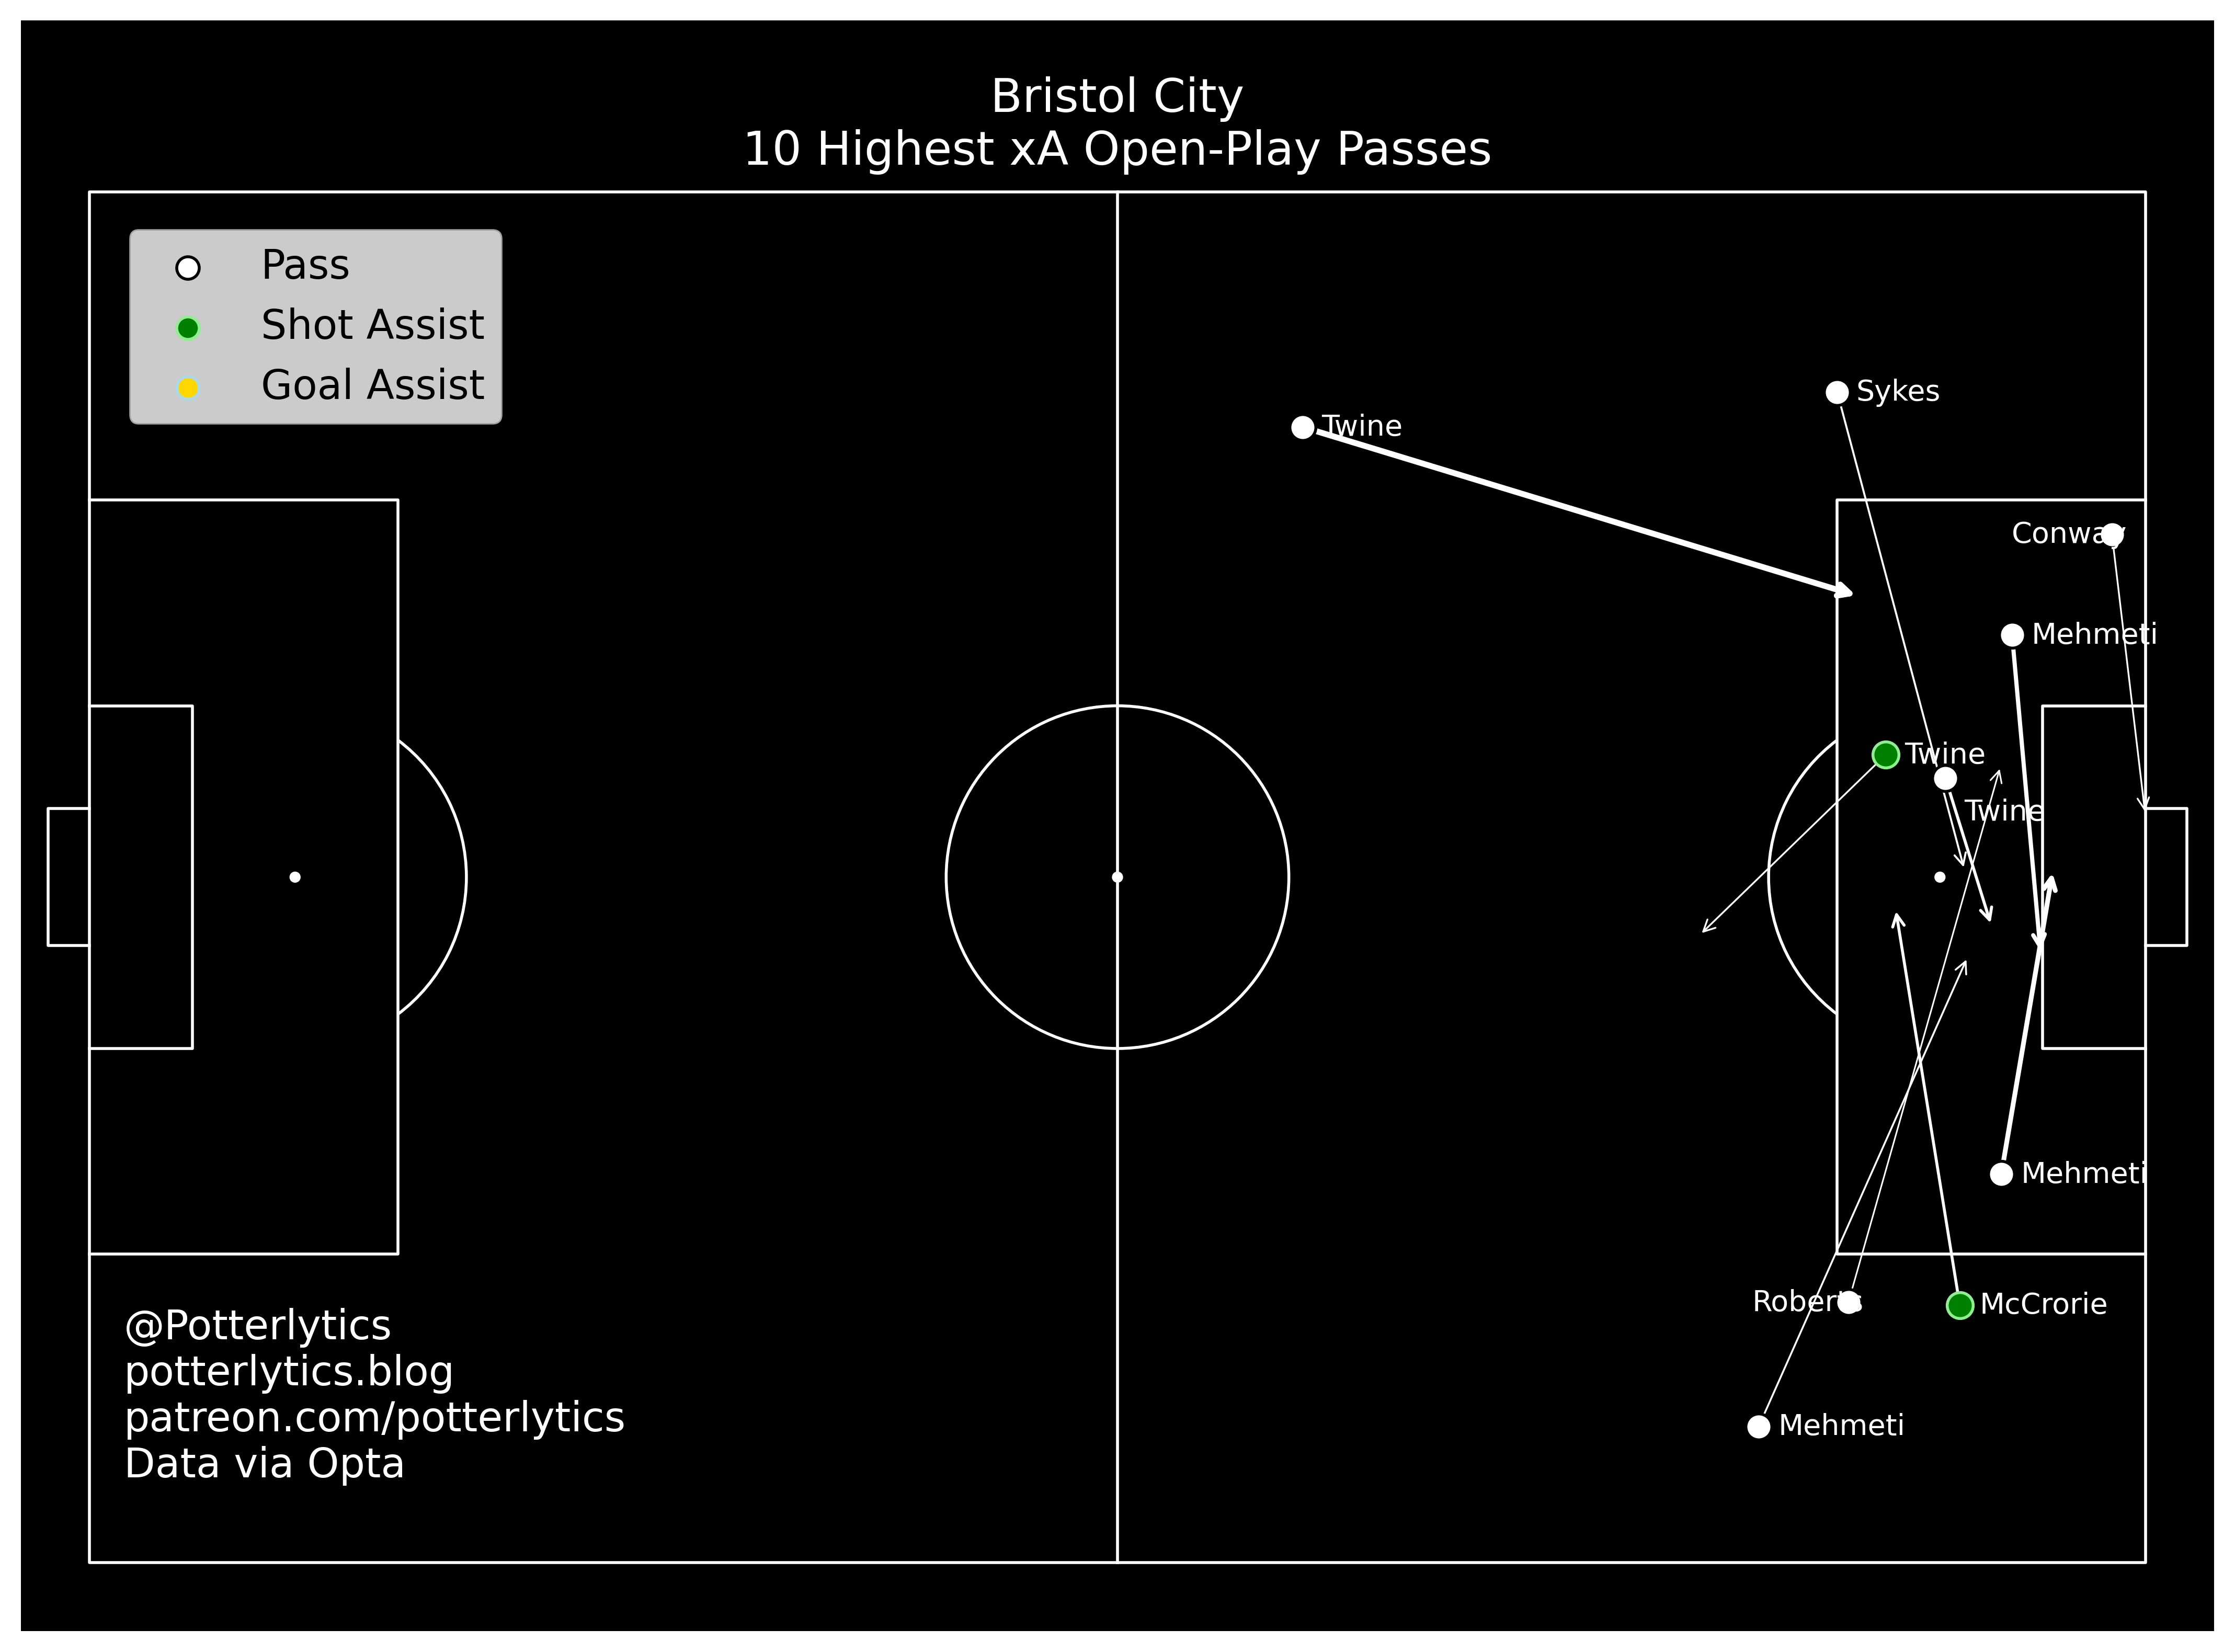 Bristol City
10 Highest xA Open-Play Passes
Pass
Shot Assist
Goal Assist
Sykes
Twine
Conway
Mehmeti
Twine
Twine
Mehmeti
Roberts
McCrorie
Mehmeti
@Potterlytics
potterlytics.blog
patreon.com/potterlytics
Data via Opta